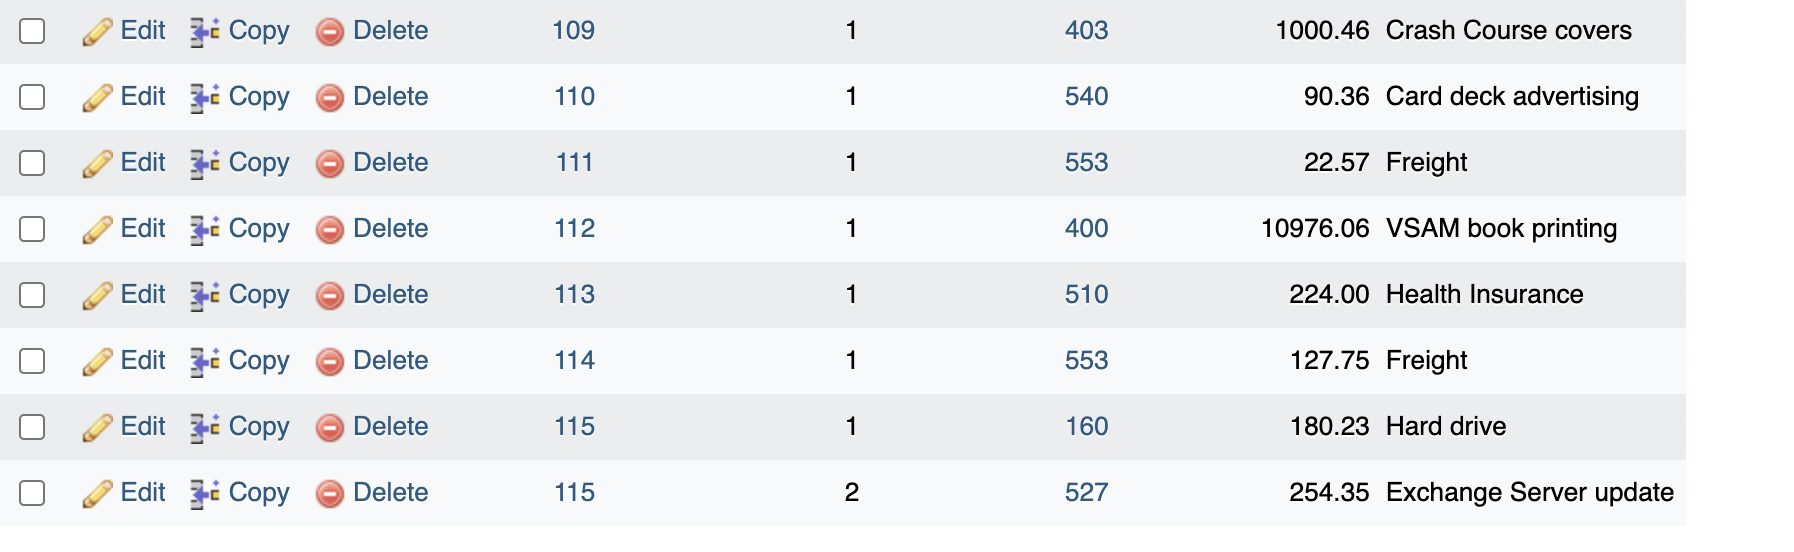 Edit Copy Delete 109 1 403 1000.46 Crash Course covers
Edit Copy Delete 110 1 540 90.36 Card deck advertising
Edit Copy Delete 111 1 553 22.57 Freight
Edit Copy Delete 112 1 400 10976.06 VSAM book printing
Edit Copy Delete 113 1 510 224.00 Health Insurance
Edit Copy Delete 114 1 553 127.75 Freight
Edit Copy Delete 115 1 160 180.23 Hard drive
Edit Copy Delete 115 2 527 254.35 Exchange Server update